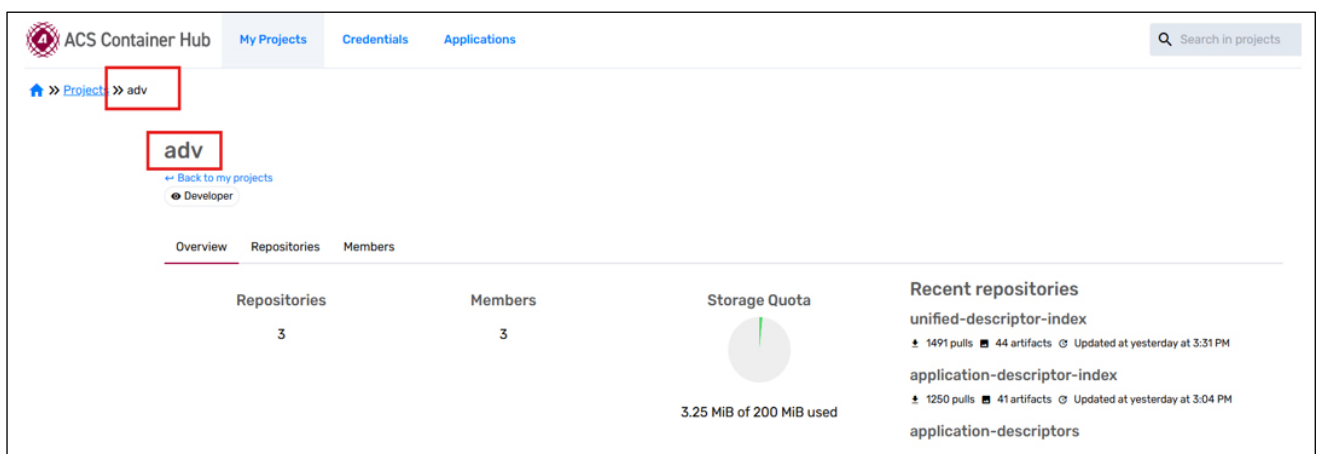 ACS Container Hub My Projects Credentials Applications Search in projects
Projects adv
adv
Back to my projects
Developer
Overview Repositories Members
Repositories Members Storage Quota Recent repositories
3 3
3.25 MiB of 200 MiB used
unified-descriptor-index
1491 pulls 44 artifacts Updated at yesterday at 3:31 PM
application-descriptor-index
1250 pulls 41 artifacts Updated at yesterday at 3:04 PM
application-descriptors